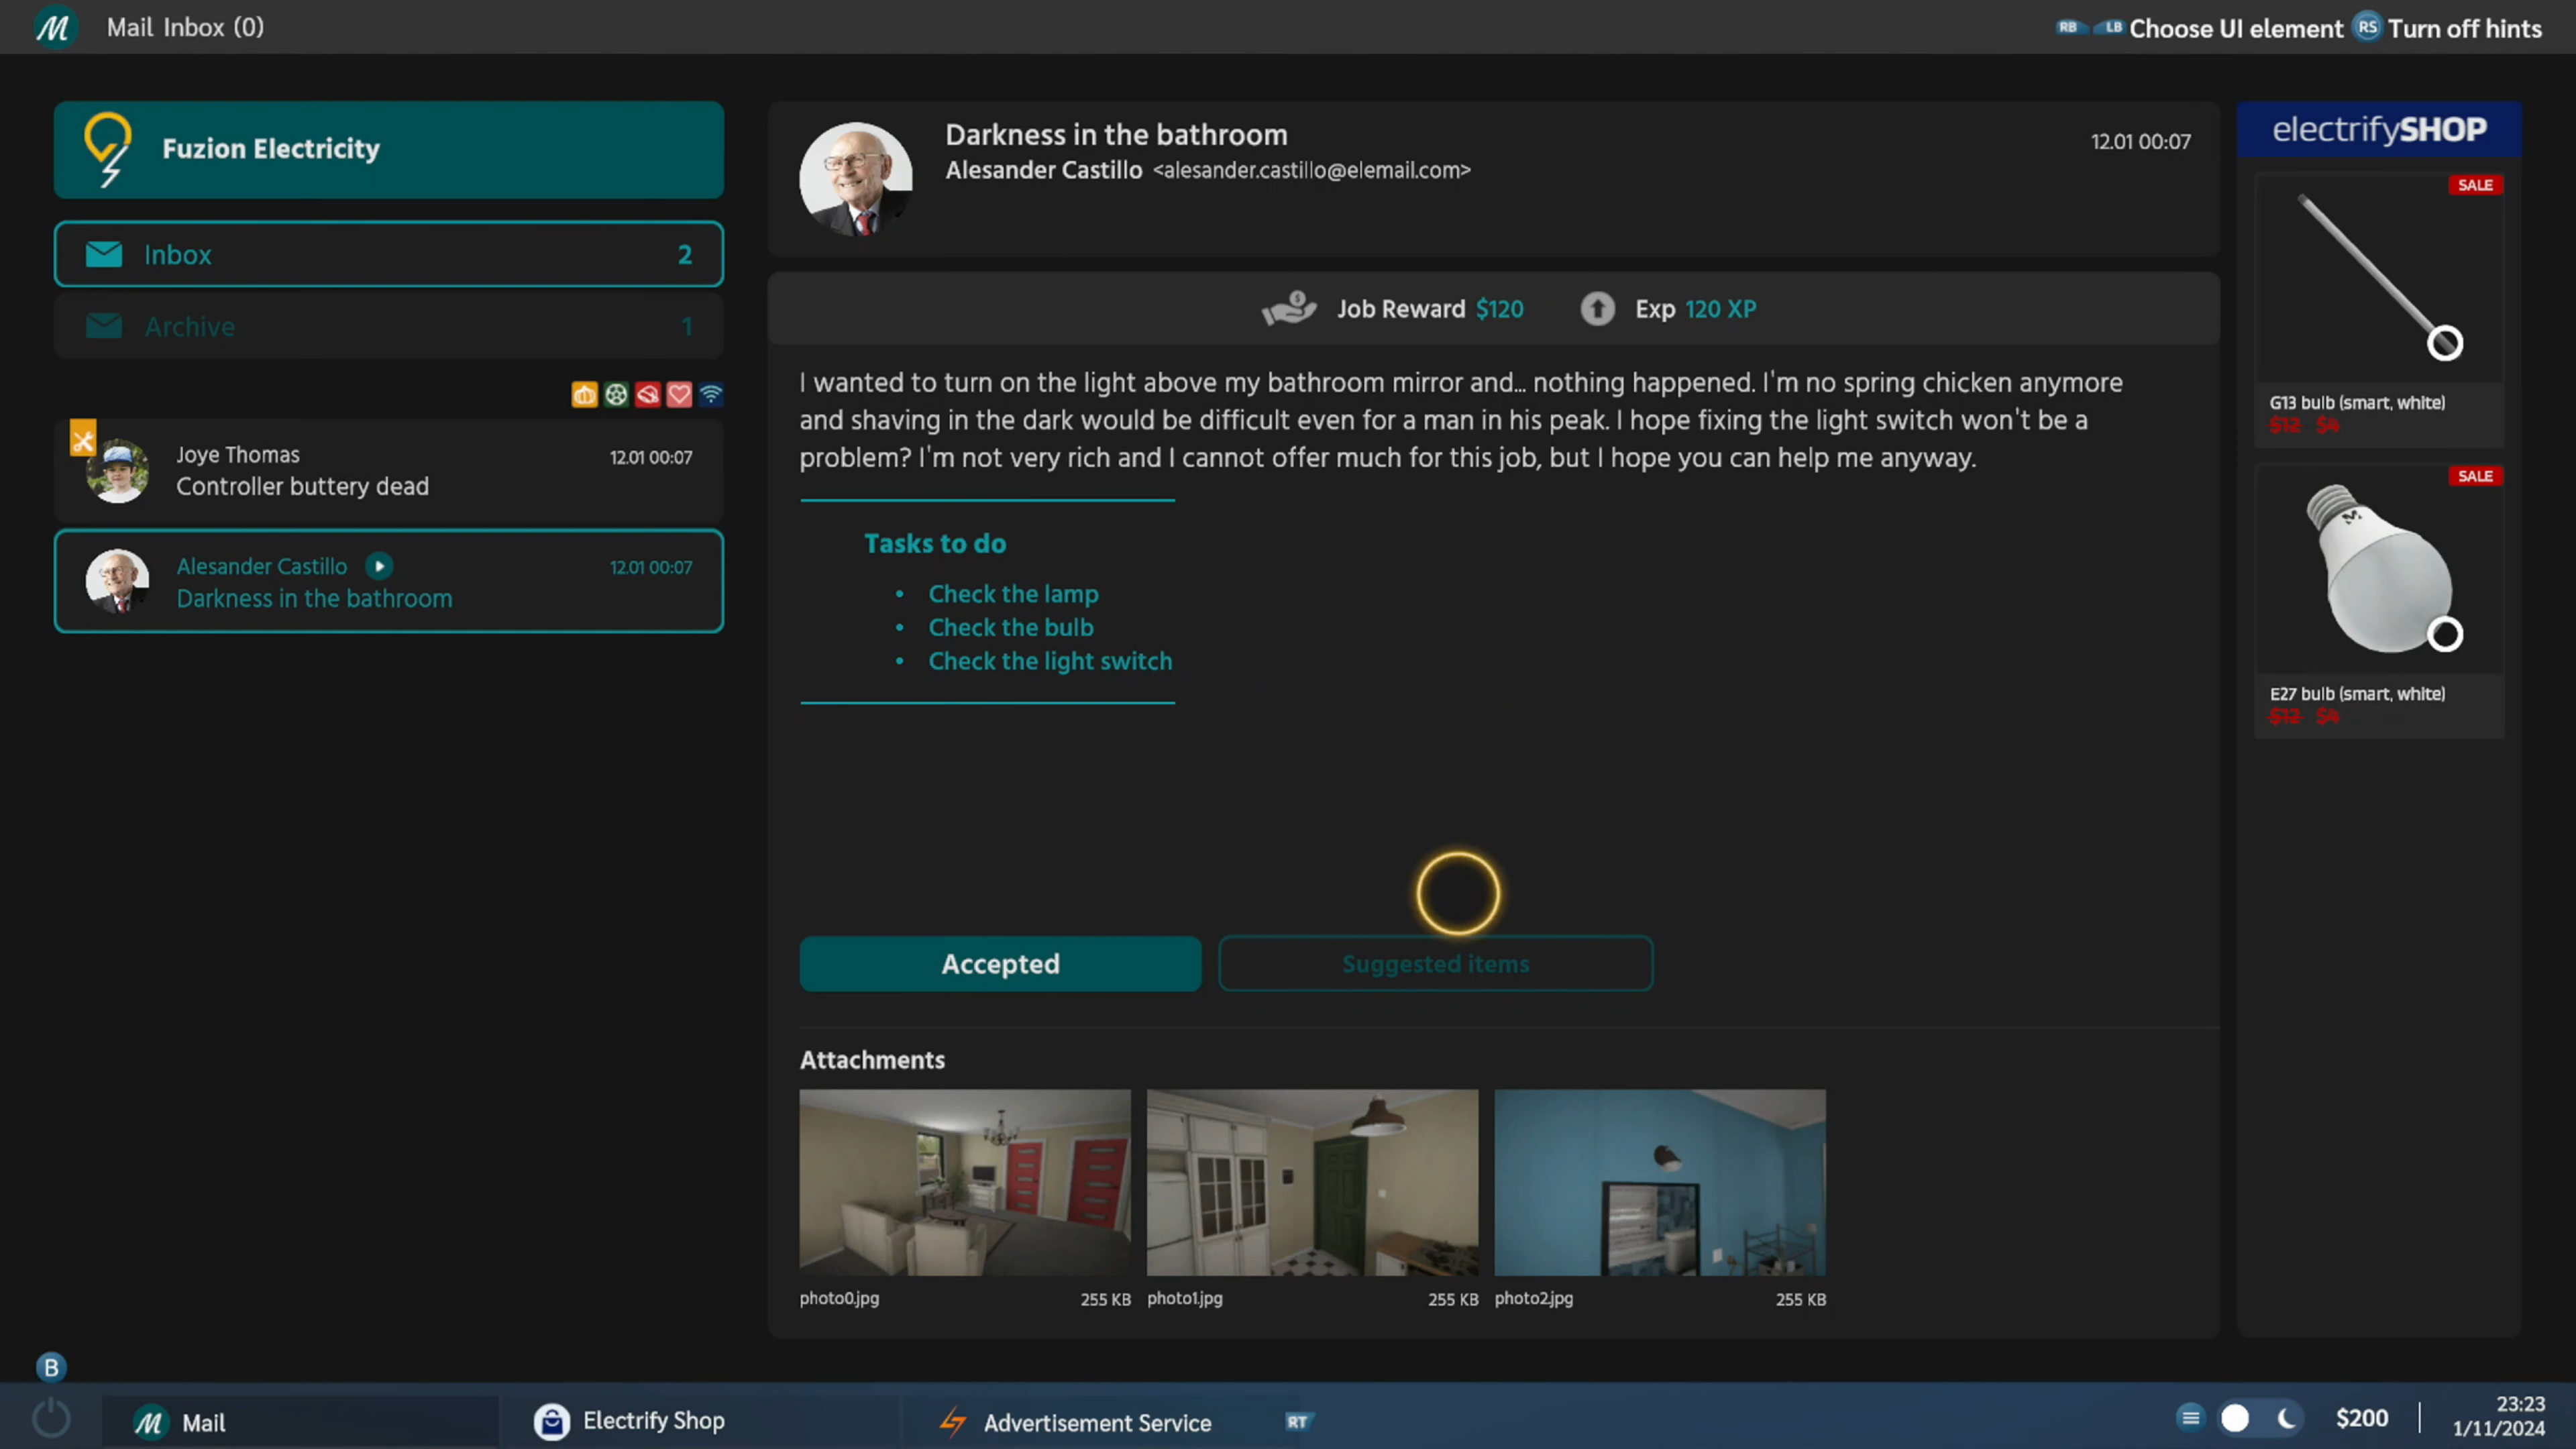 Mail Inbox (0)
RB LB Choose UI element RS Turn off hints
Fuzion Electricity
Inbox 2
Archive 1
Joye Thomas 12.01 00:07
Controller buttery dead
Alesander Castillo 12.01 00:07
Darkness in the bathroom
Darkness in the bathroom 12.01 00:07
Alesander Castillo <alesander.castillo@elemail.com>
Job Reward $120 Exp 120 XP
I wanted to turn on the light above my bathroom mirror and... nothing happened. I'm no spring chicken anymore
and shaving in the dark would be difficult even for a man in his peak. I hope fixing the light switch won't be a
problem? I'm not very rich and I cannot offer much for this job, but I hope you can help me anyway.
Tasks to do
• Check the lamp
• Check the bulb
• Check the light switch
Accepted Suggested items
Attachments
photo0.jpg 255 KB photo1.jpg 255 KB photo2.jpg 255 KB
electrifySHOP
SALE
G13 bulb (smart, white)
$12 $4
SALE
E27 bulb (smart, white)
$12 $4
B
Mail Electrify Shop Advertisement Service RT
$200 23:23
1/11/2024